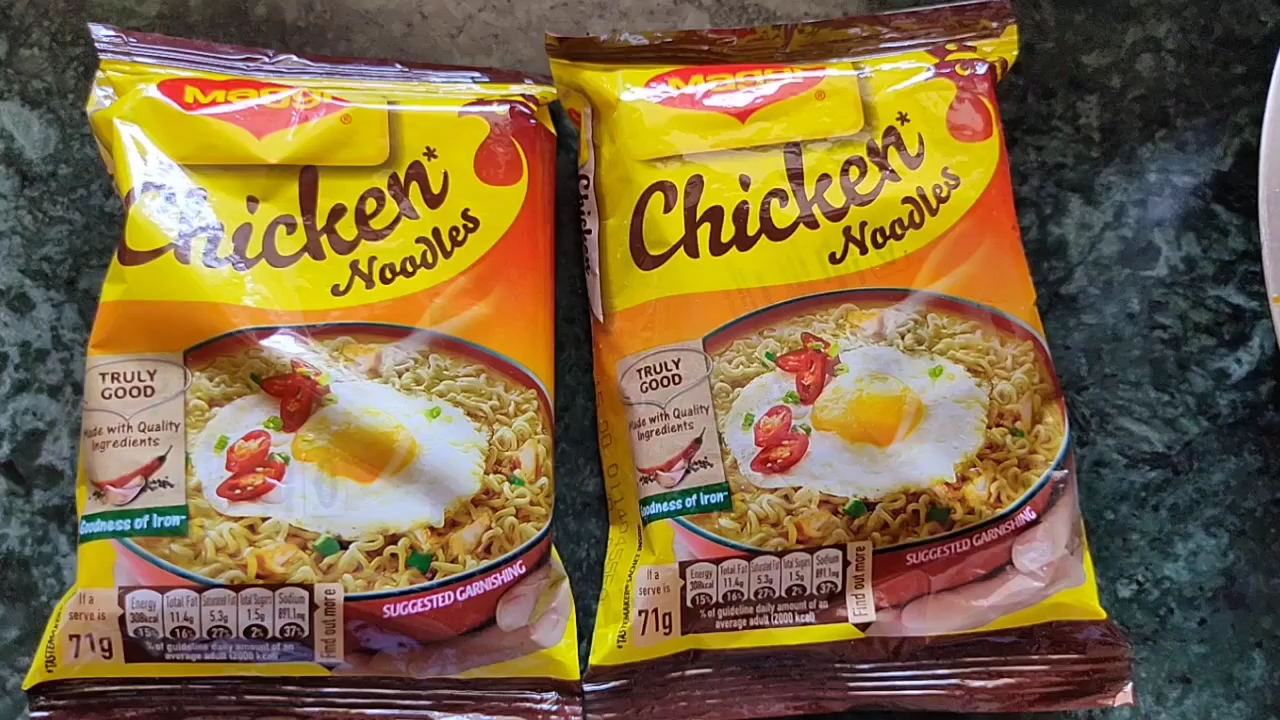 Maggi
®
Chicken*
Noodles
TRULY
GOOD
Made with Quality
Ingredients
Goodness of Iron™
SUGGESTED GARNISHING
If a
serve is
71g
Energy Total Fat Saturated Fat Total Sugars Sodium
308kcal 11.4g 5.3g 1.5g 891.1mg
15% 16% 27% 2% 37%
% of guideline daily amount of an
average adult (2000 kcal)
Find out more
Maggi
®
Chicken*
Noodles
Chicken
TRULY
GOOD
Made with Quality
Ingredients
Goodness of Iron™
SUGGESTED GARNISHING
If a
serve is
71g
Energy Total Fat Saturated Fat Total Sugars Sodium
308kcal 11.4g 5.3g 1.5g 891.1mg
15% 16% 27% 2% 37%
% of guideline daily amount of an
average adult (2000 kcal)
Find out more